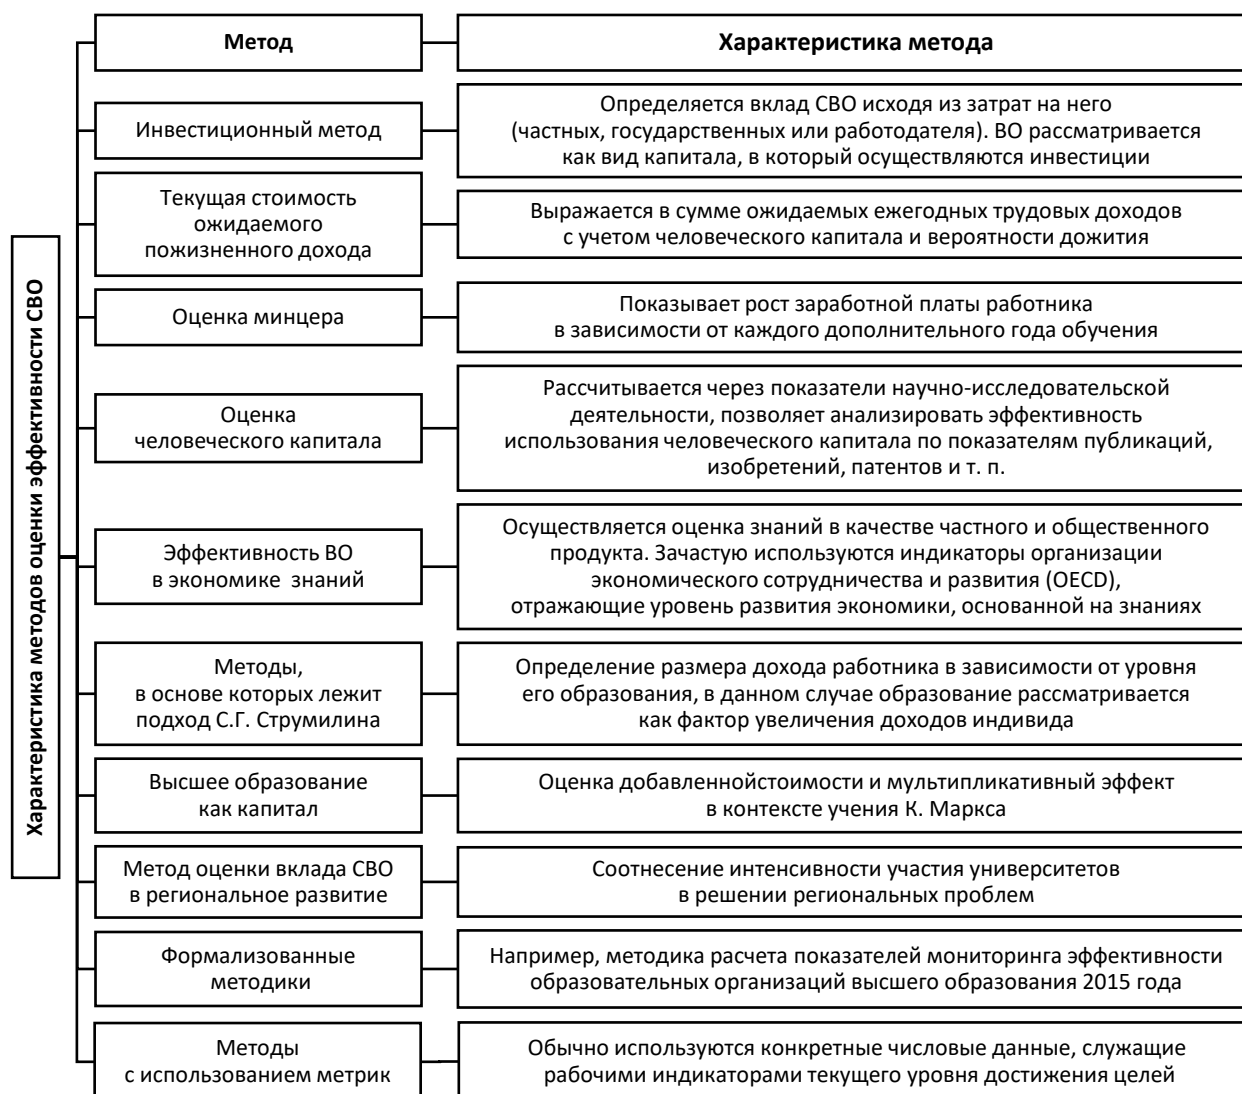 Характеристика методов оценки эффективности СВО
Метод
Характеристика метода
Инвестиционный метод
Определяется вклад СВО исходя из затрат на него
(частных, государственных или работодателя). ВО рассматривается
как вид капитала, в который осуществляются инвестиции
Текущая стоимость
ожидаемого
пожизненного дохода
Выражается в сумме ожидаемых ежегодных трудовых доходов
с учетом человеческого капитала и вероятности дожития
Оценка минцера
Показывает рост заработной платы работника
в зависимости от каждого дополнительного года обучения
Оценка
человеческого капитала
Рассчитывается через показатели научно-исследовательской
деятельности, позволяет анализировать эффективность
использования человеческого капитала по показателям публикаций,
изобретений, патентов и т. п.
Эффективность ВО
в экономике знаний
Осуществляется оценка знаний в качестве частного и общественного
продукта. Зачастую используются индикаторы организации
экономического сотрудничества и развития (OECD),
отражающие уровень развития экономики, основанной на знаниях
Методы,
в основе которых лежит
подход С.Г. Струмилина
Определение размера дохода работника в зависимости от уровня
его образования, в данном случае образование рассматривается
как фактор увеличения доходов индивида
Высшее образование
как капитал
Оценка добавленнойстоимости и мультипликативный эффект
в контексте учения К. Маркса
Метод оценки вклада СВО
в региональное развитие
Соотнесение интенсивности участия университетов
в решении региональных проблем
Формализованные
методики
Например, методика расчета показателей мониторинга эффективности
образовательных организаций высшего образования 2015 года
Методы
с использованием метрик
Обычно используются конкретные числовые данные, служащие
рабочими индикаторами текущего уровня достижения целей